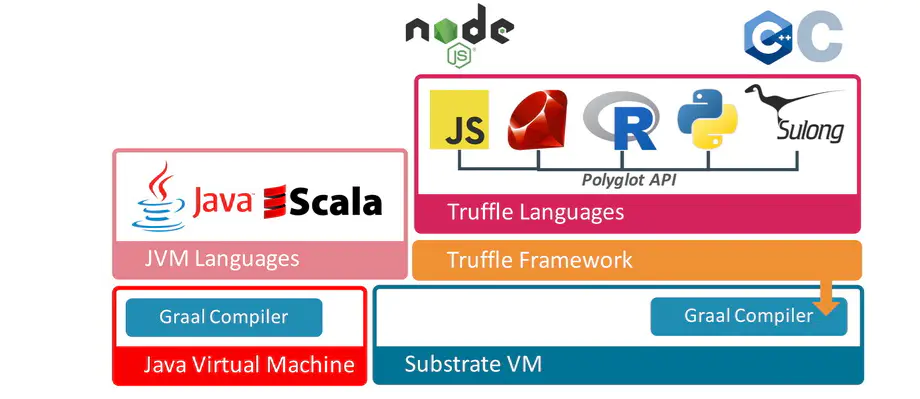 node
JS
C++ C
JS
R
Sulong
Polyglot API
Truffle Languages
Java
Scala
JVM Languages
Truffle Framework
Graal Compiler
Graal Compiler
Java Virtual Machine
Substrate VM